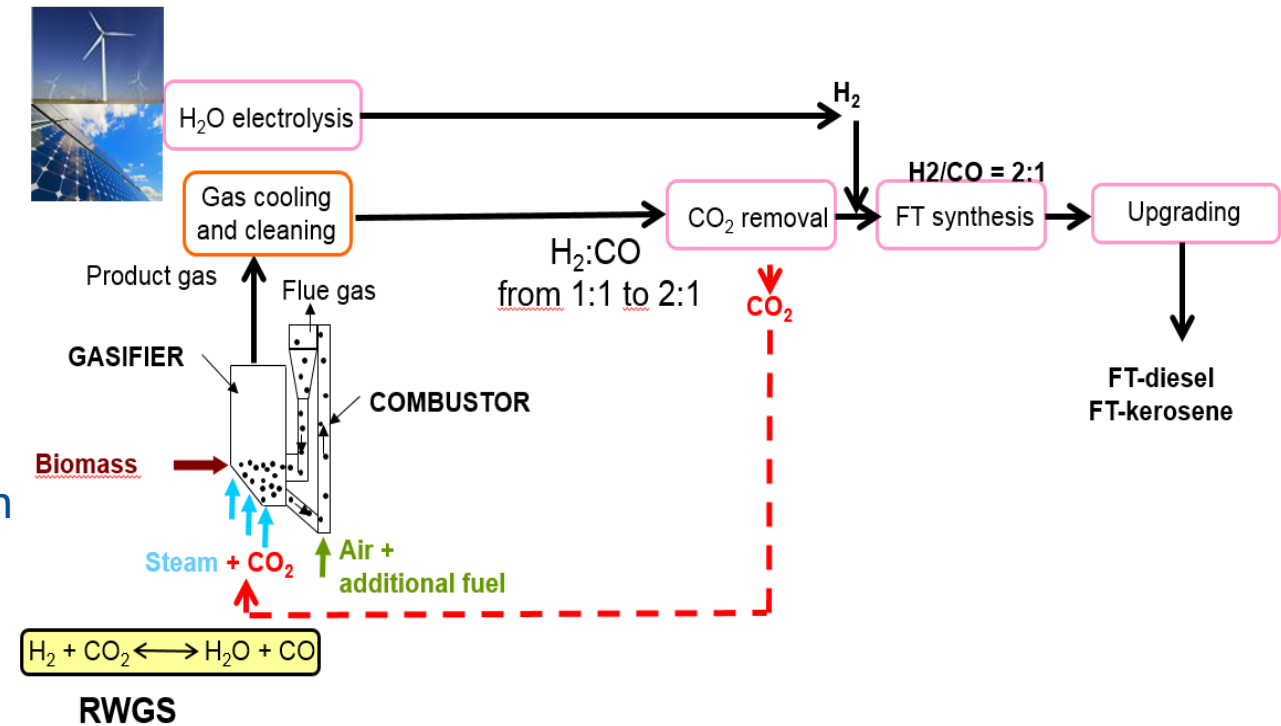 H₂O electrolysis
H₂
H2/CO = 2:1
Gas cooling
and cleaning
CO₂ removal
FT synthesis
Upgrading
H₂:CO
from 1:1 to 2:1
CO₂
Product gas
Flue gas
GASIFIER
COMBUSTOR
FT-diesel
FT-kerosene
Biomass
n
Steam + CO₂
Air +
additional fuel
H₂ + CO₂ ⟷ H₂O + CO
RWGS